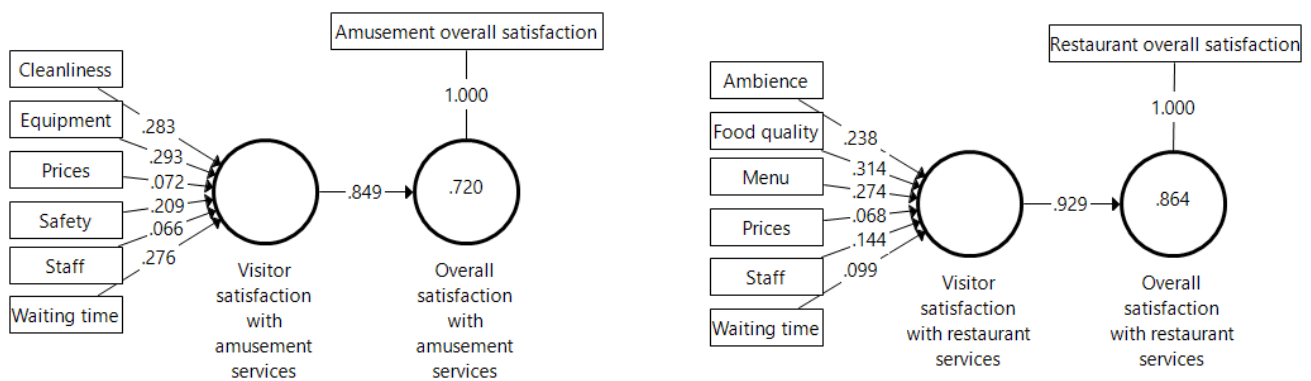 Amusement overall satisfaction
Cleanliness
1.000
Equipment
.283
.293
Prices
.072
.849
.720
.209
Safety
.066
.276
Staff
Waiting time
Visitor
satisfaction
with
amusement
services
Overall
satisfaction
with
amusement
services
Restaurant overall satisfaction
Ambience
1.000
Food quality
.238
.314
Menu
.274
.068
.929
.864
Prices
.144
.099
Staff
Waiting time
Visitor
satisfaction
with restaurant
services
Overall
satisfaction
with restaurant
services